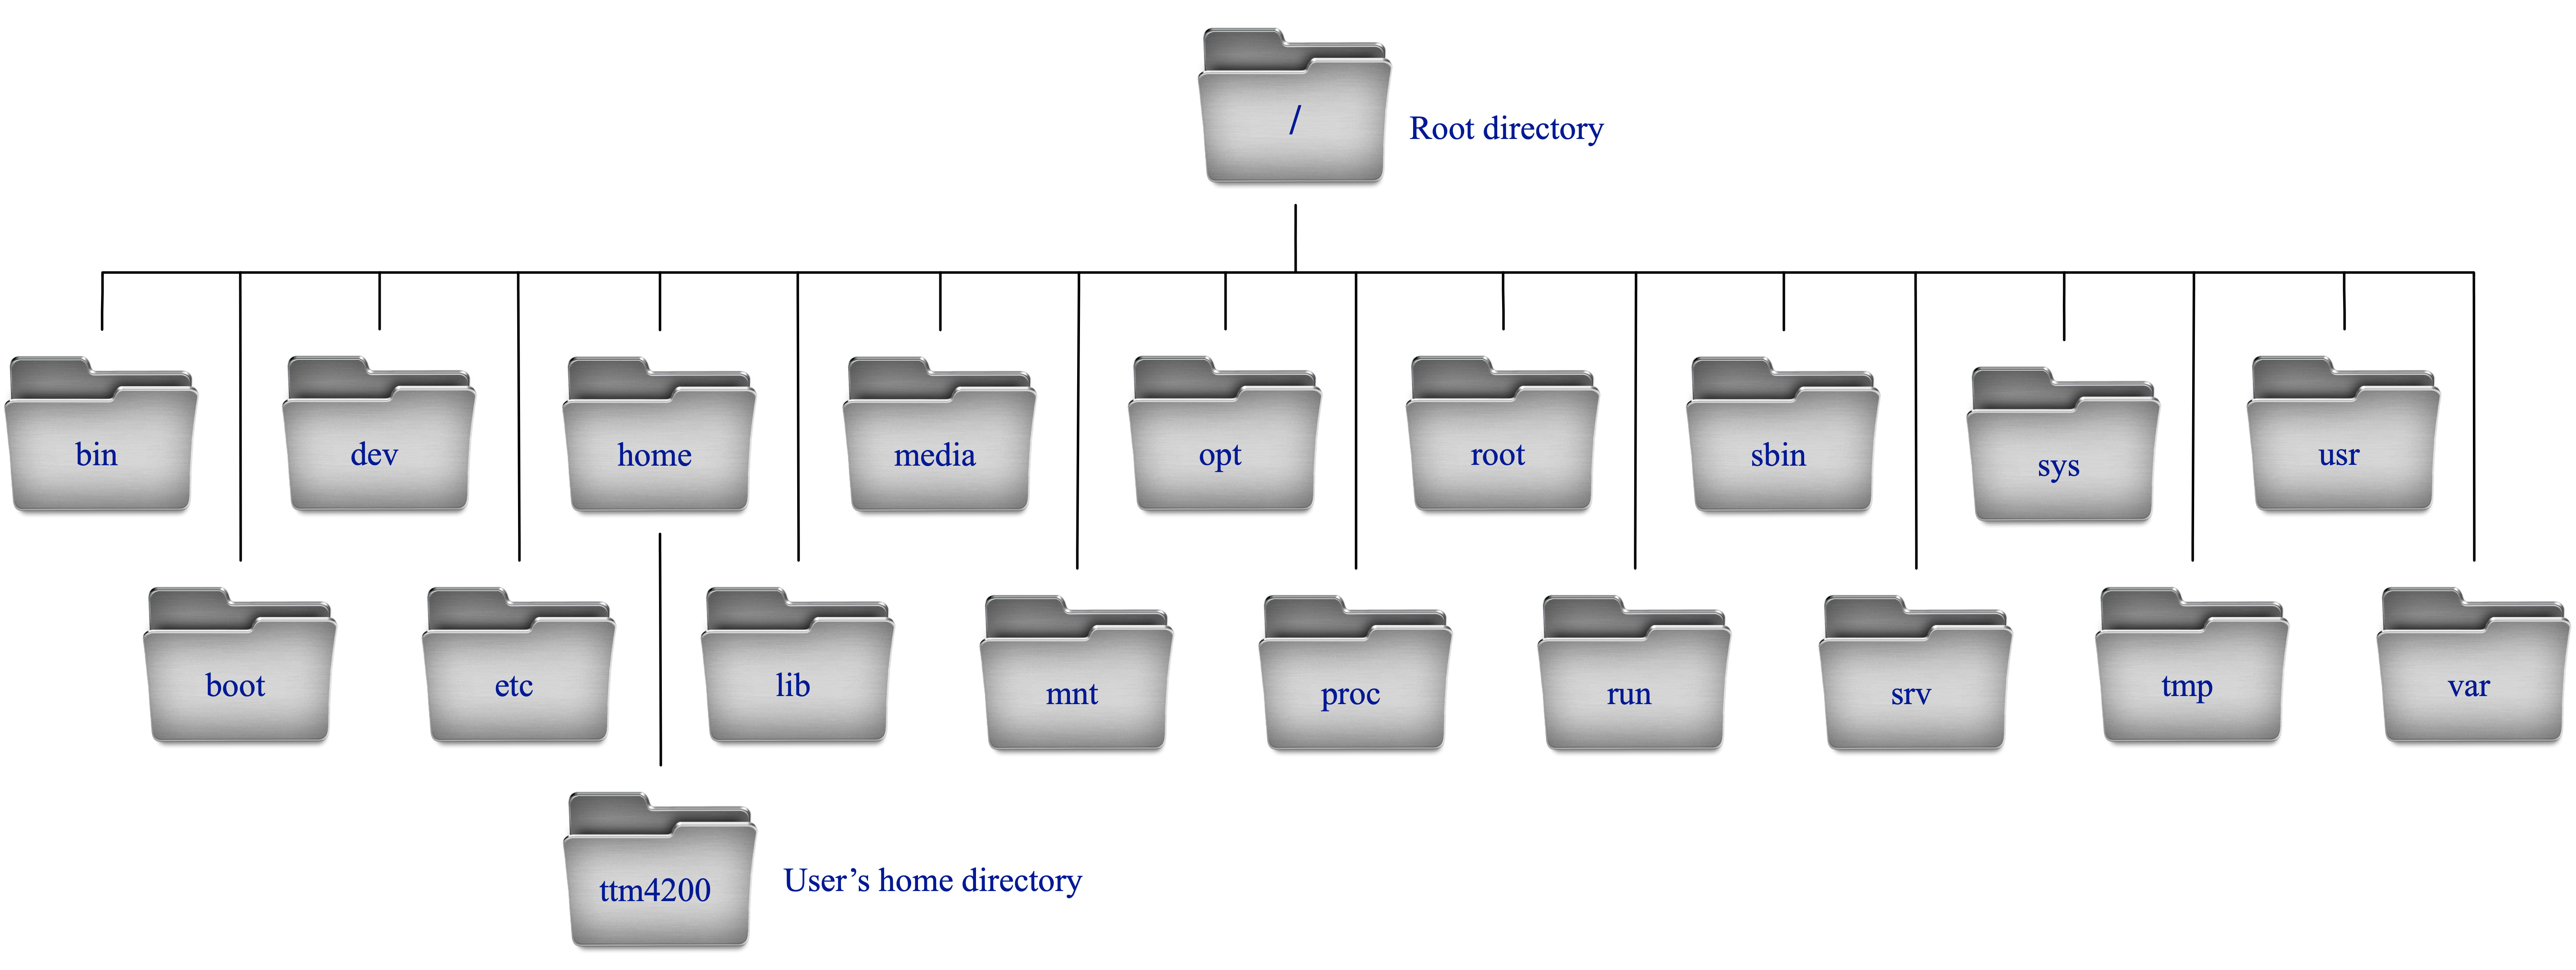 /
Root directory
bin
dev
home
media
opt
root
sbin
sys
usr
boot
etc
lib
mnt
proc
run
srv
tmp
var
ttm4200
User’s home directory